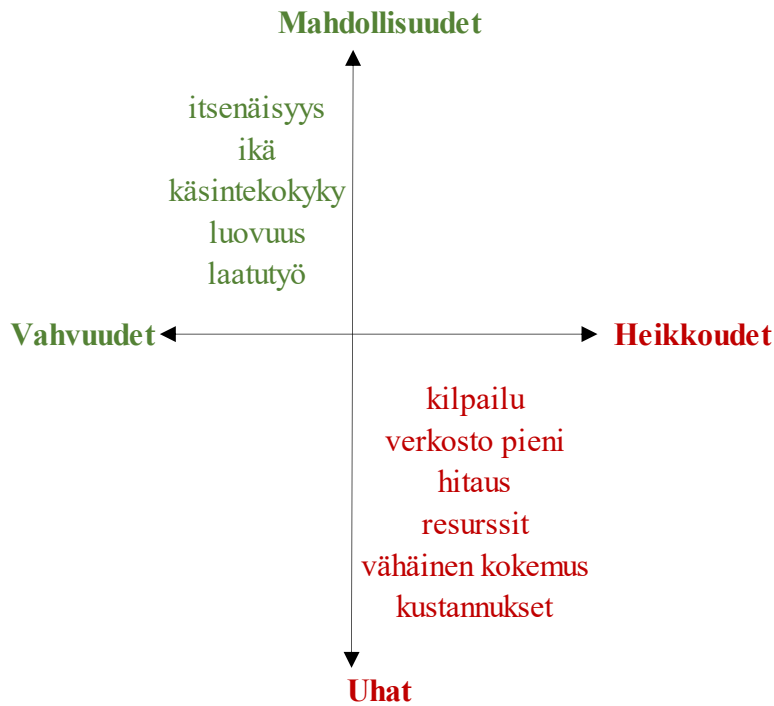 Mahdollisuudet
itsenäisyys
ikä
käsintekokyky
luovuus
laatutyö
Vahvuudet
Heikkoudet
kilpailu
verkosto pieni
hitaus
resurssit
vähäinen kokemus
kustannukset
Uhat